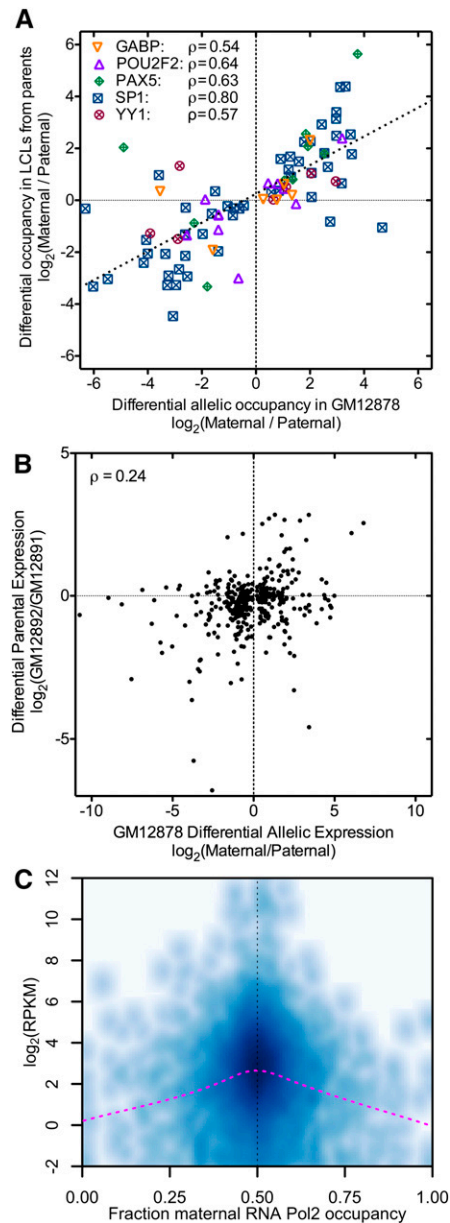 A
GABP: ρ=0.54
POU2F2: ρ=0.64
PAX5: ρ=0.63
SP1: ρ=0.80
YY1: ρ=0.57
Differential occupancy in LCLs from parents
log2(Maternal / Paternal)
6
4
2
0
-2
-4
-6
-6 -4 -2 0 2 4 6
Differential allelic occupancy in GM12878
log2(Maternal / Paternal)
B
ρ = 0.24
Differential Parental Expression
log2(GM12892/GM12891)
5
0
-5
-10 -5 0 5 10
GM12878 Differential Allelic Expression
log2(Maternal/Paternal)
C
log2(RPKM)
12
10
8
6
4
2
0
-2
0.00 0.25 0.50 0.75 1.00
Fraction maternal RNA Pol2 occupancy